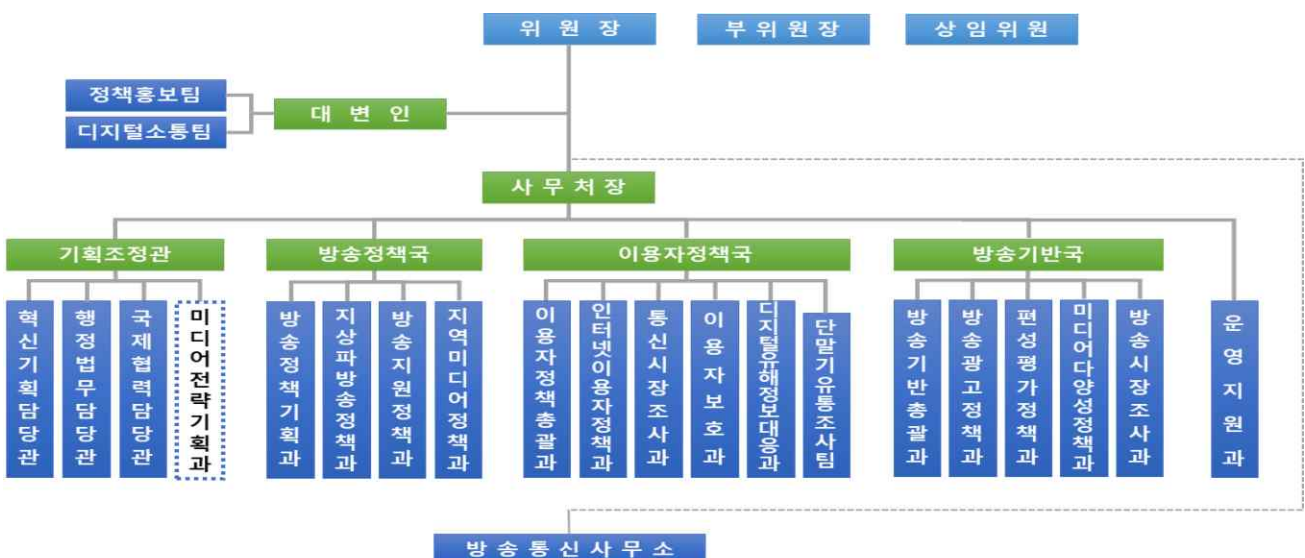 위원장
부위원장
상임위원
정책홍보팀
디지털소통팀
대변인
사무처장
기획조정관
방송정책국
이용자정책국
방송기반국
혁신기획담당관
행정법무담당관
국제협력담당관
미디어전략기획과
방송정책기획과
지상파방송정책과
방송지원정책과
지역미디어정책과
이용자정책총괄과
인터넷이용자정책과
통신시장조사과
이용자보호과
디지털유해정보대응과
단말기유통조사팀
방송기반총괄과
방송광고정책과
편성평가정책과
미디어다양성정책과
방송시장조사과
운영지원과
방송통신사무소